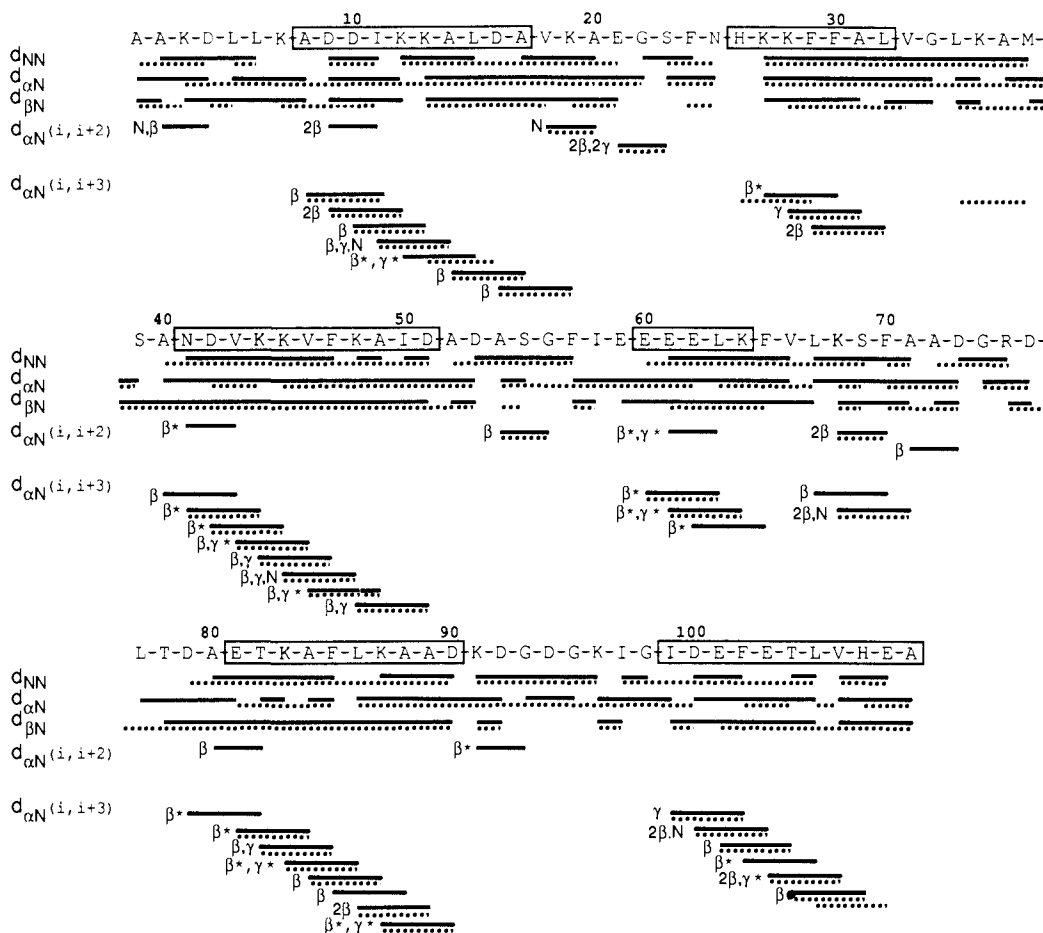 10 20 30
A-A-K-D-L-L-K-A-D-D-I-K-K-A-L-D-A-V-K-A-E-G-S-F-N-H-K-K-F-F-A-L-V-G-L-K-A-M-
dNN
dαN
dβN
dαN(i,i+2) N,β 2β N
2β,2γ
dαN(i,i+3)
β β*
2β γ
β 2β
β,γ,N
β*,γ*
β
β
40 50 60 70
S-A-N-D-V-K-K-V-F-K-A-I-D-A-D-A-S-G-F-I-E-E-E-E-L-K-F-V-L-K-S-F-A-A-D-G-R-D-
dNN
dαN
dβN
dαN(i,i+2) β* β β*,γ* 2β
β
dαN(i,i+3)
β β* β
β* β*,γ* 2β,N
β* β*
β,γ*
β,γ
β,γ,N
β,γ*
β,γ
80 90 100
L-T-D-A-E-T-K-A-F-L-K-A-A-D-K-D-G-D-G-K-I-G-I-D-E-F-E-T-L-V-H-E-A
dNN
dαN
dβN
dαN(i,i+2) β β*
dαN(i,i+3)
β* γ
β* 2β,N
β,γ β
β*,γ* β*
β 2β,γ*
β β
2β
β*,γ*